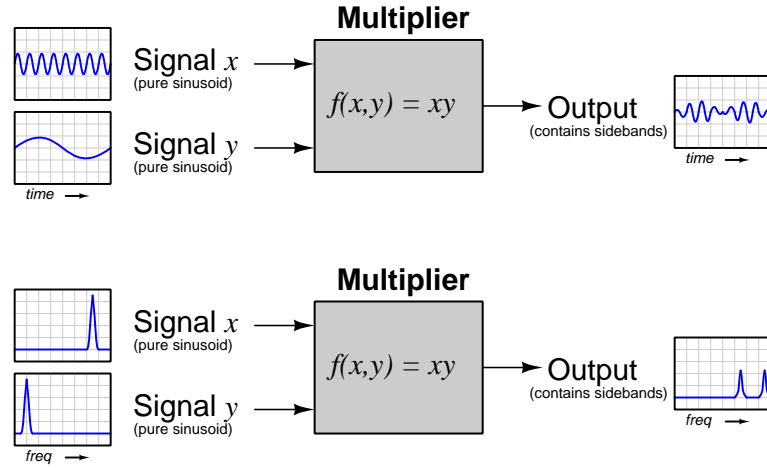 Multiplier
Signal x
(pure sinusoid)
f(x,y) = xy
Output
(contains sidebands)
time
Signal y
(pure sinusoid)
time
Multiplier
Signal x
(pure sinusoid)
f(x,y) = xy
Output
(contains sidebands)
Signal y
(pure sinusoid)
freq
freq